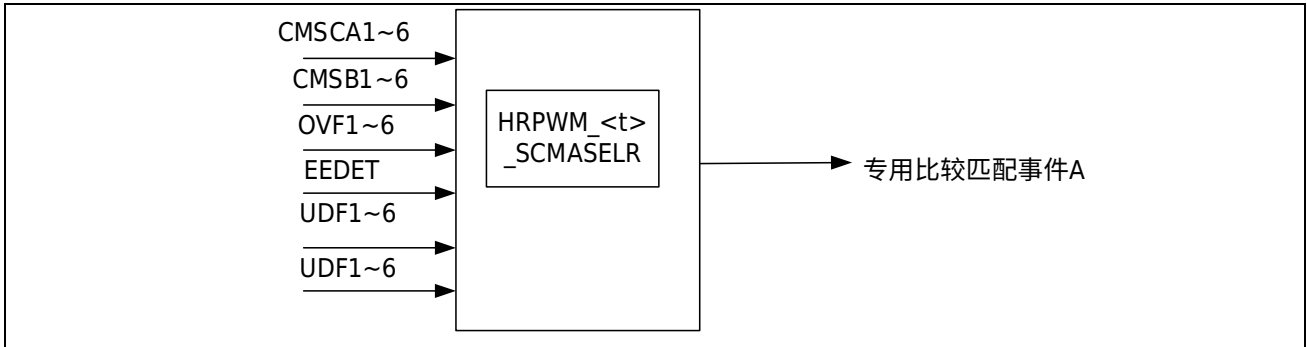 CMSCA1~6
CMSB1~6
OVF1~6
EEDET
UDF1~6
UDF1~6
HRPWM_<t>
_SCMASELR
专用比较匹配事件A